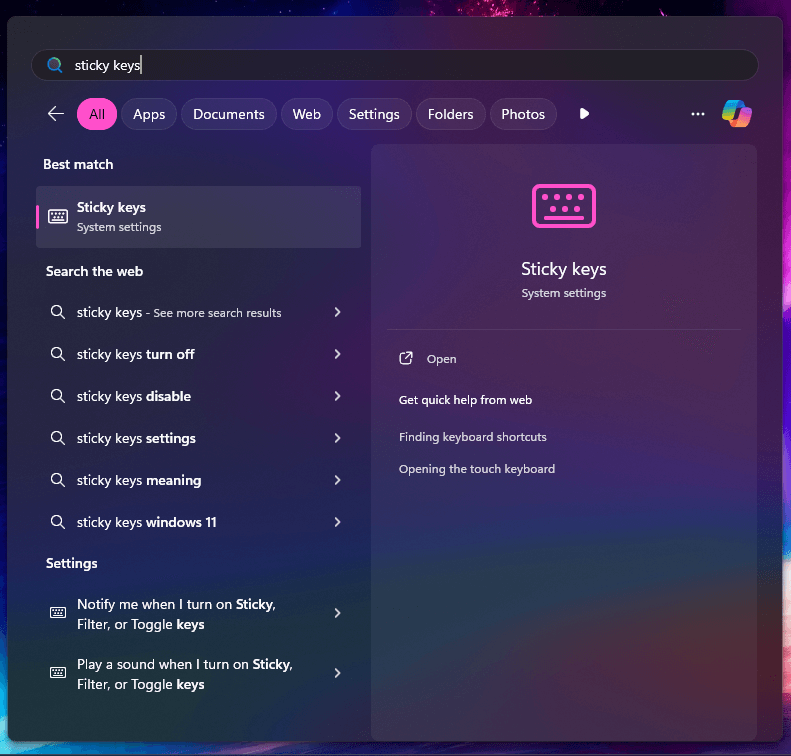 sticky keys
All
Apps
Documents
Web
Settings
Folders
Photos
Best match
Sticky keys
System settings
Search the web
sticky keys - See more search results
sticky keys turn off
sticky keys disable
sticky keys settings
sticky keys meaning
sticky keys windows 11
Settings
Notify me when I turn on Sticky,
Filter, or Toggle keys
Play a sound when I turn on Sticky,
Filter, or Toggle keys
Sticky keys
System settings
Open
Get quick help from web
Finding keyboard shortcuts
Opening the touch keyboard